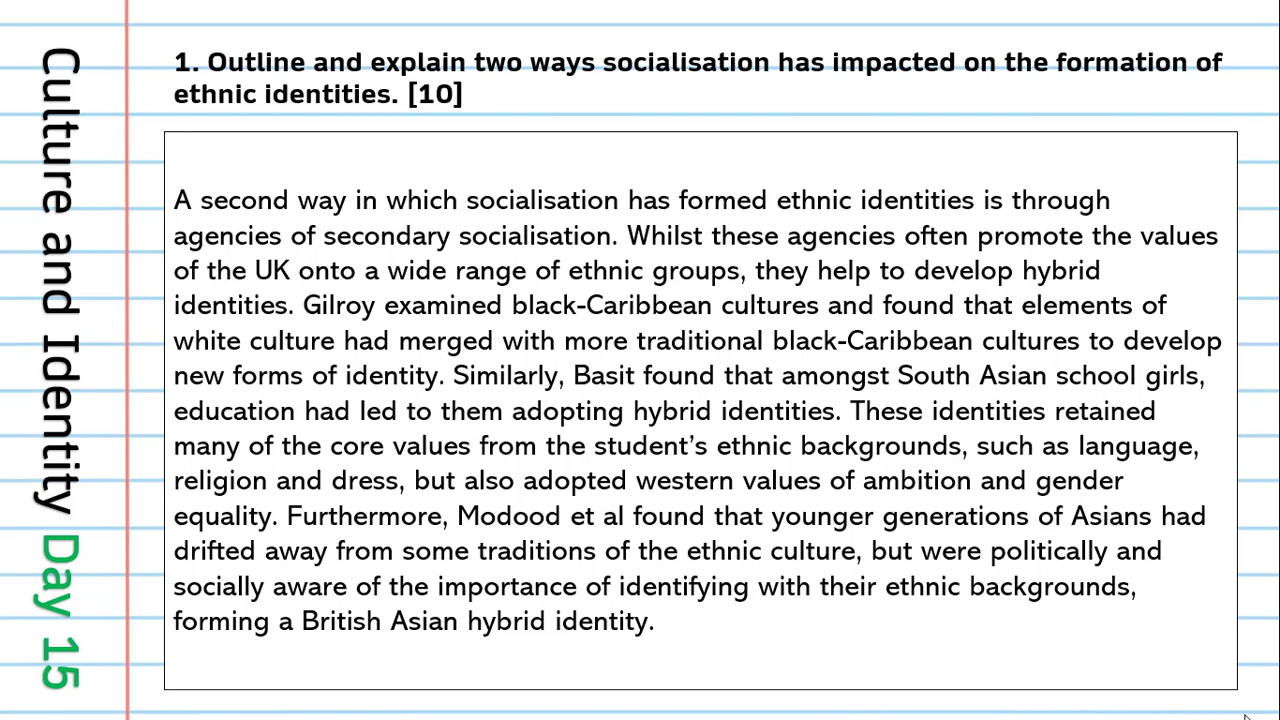 Culture and Identity Day 15
1. Outline and explain two ways socialisation has impacted on the formation of
ethnic identities. [10]
A second way in which socialisation has formed ethnic identities is through
agencies of secondary socialisation. Whilst these agencies often promote the values
of the UK onto a wide range of ethnic groups, they help to develop hybrid
identities. Gilroy examined black-Caribbean cultures and found that elements of
white culture had merged with more traditional black-Caribbean cultures to develop
new forms of identity. Similarly, Basit found that amongst South Asian school girls,
education had led to them adopting hybrid identities. These identities retained
many of the core values from the student’s ethnic backgrounds, such as language,
religion and dress, but also adopted western values of ambition and gender
equality. Furthermore, Modood et al found that younger generations of Asians had
drifted away from some traditions of the ethnic culture, but were politically and
socially aware of the importance of identifying with their ethnic backgrounds,
forming a British Asian hybrid identity.